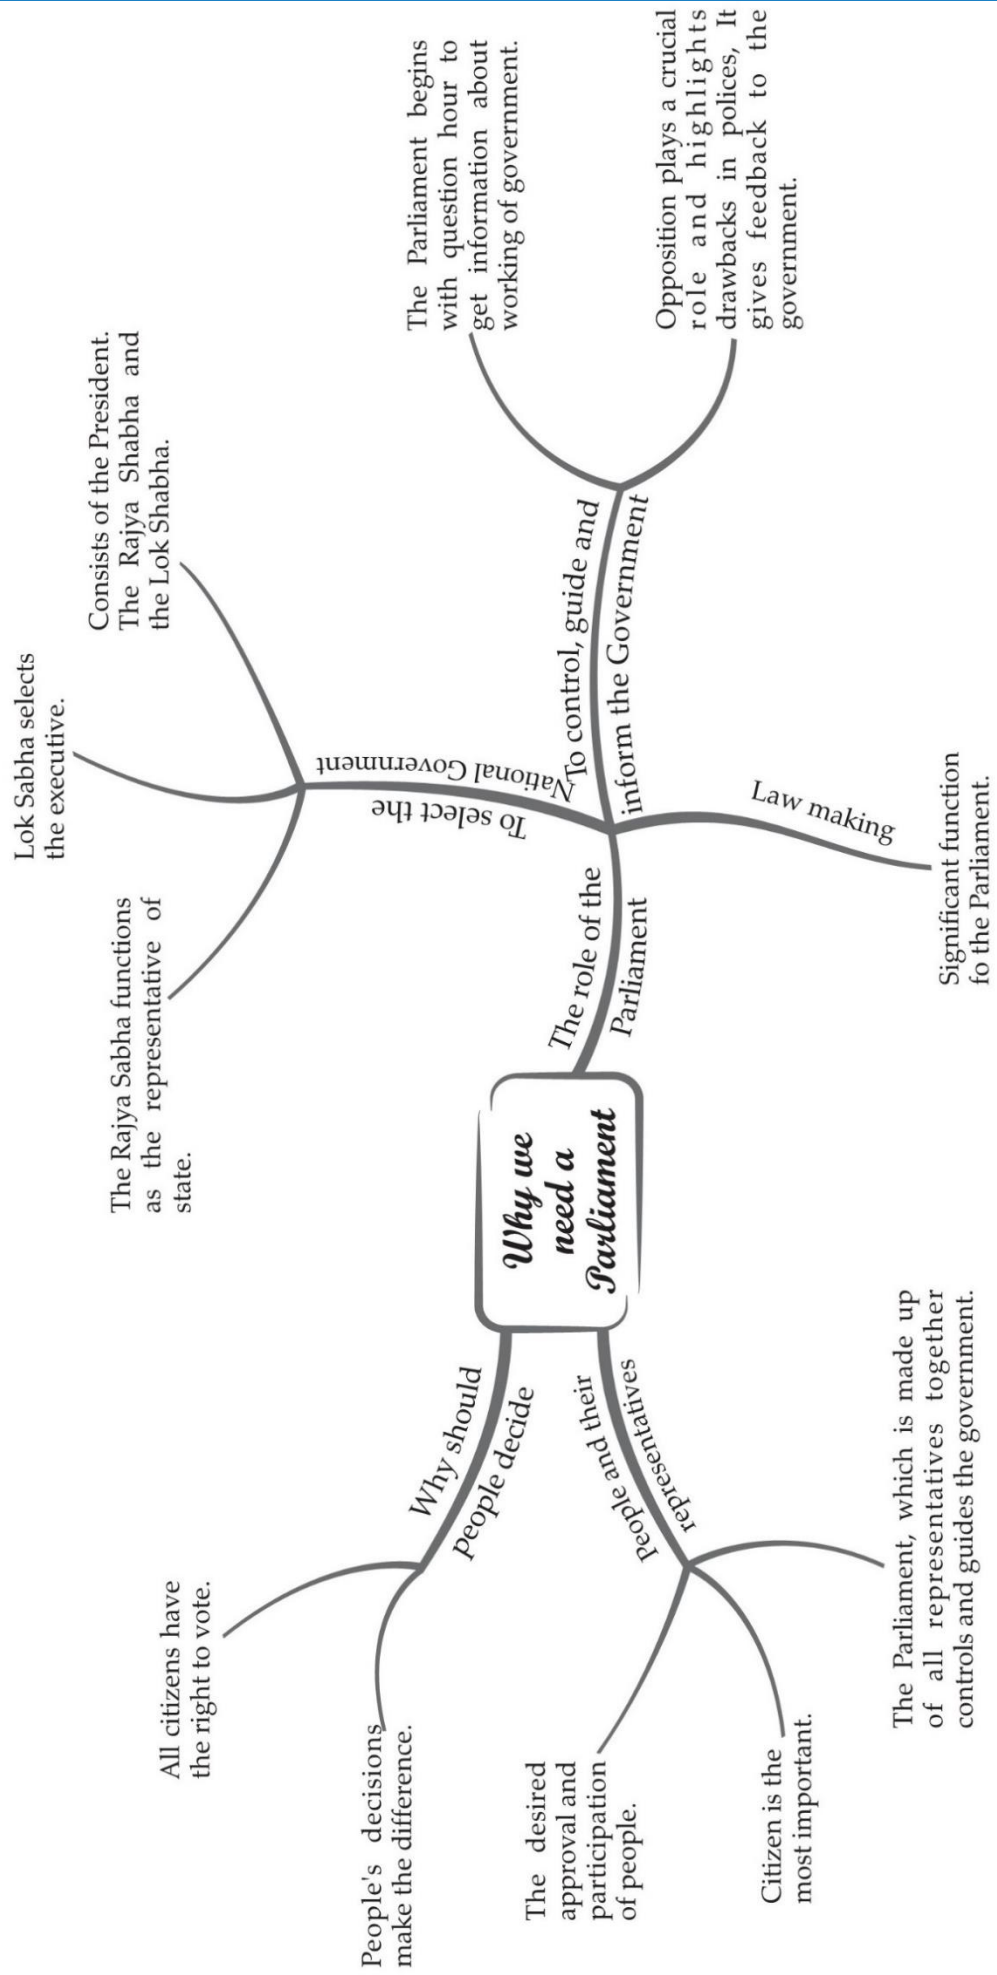 Why we
need a
Parliament
Why should
people decide
All citizens have
the right to vote.
People's decisions
make the difference.
People and their
representatives
The desired
approval and
participation
of people.
Citizen is the
most important.
The Parliament, which is made up
of all representatives together
controls and guides the government.
The role of the
Parliament
To select the
National Government
The Rajya Sabha functions
as the representative of
state.
Lok Sabha selects
the executive.
Consists of the President.
The Rajya Shabha and
the Lok Shabha.
To control, guide and
inform the Government
The Parliament begins
with question hour to
get information about
working of government.
Opposition plays a crucial
role and highlights
drawbacks in polices, It
gives feedback to the
government.
Law making
Significant function
fo the Parliament.